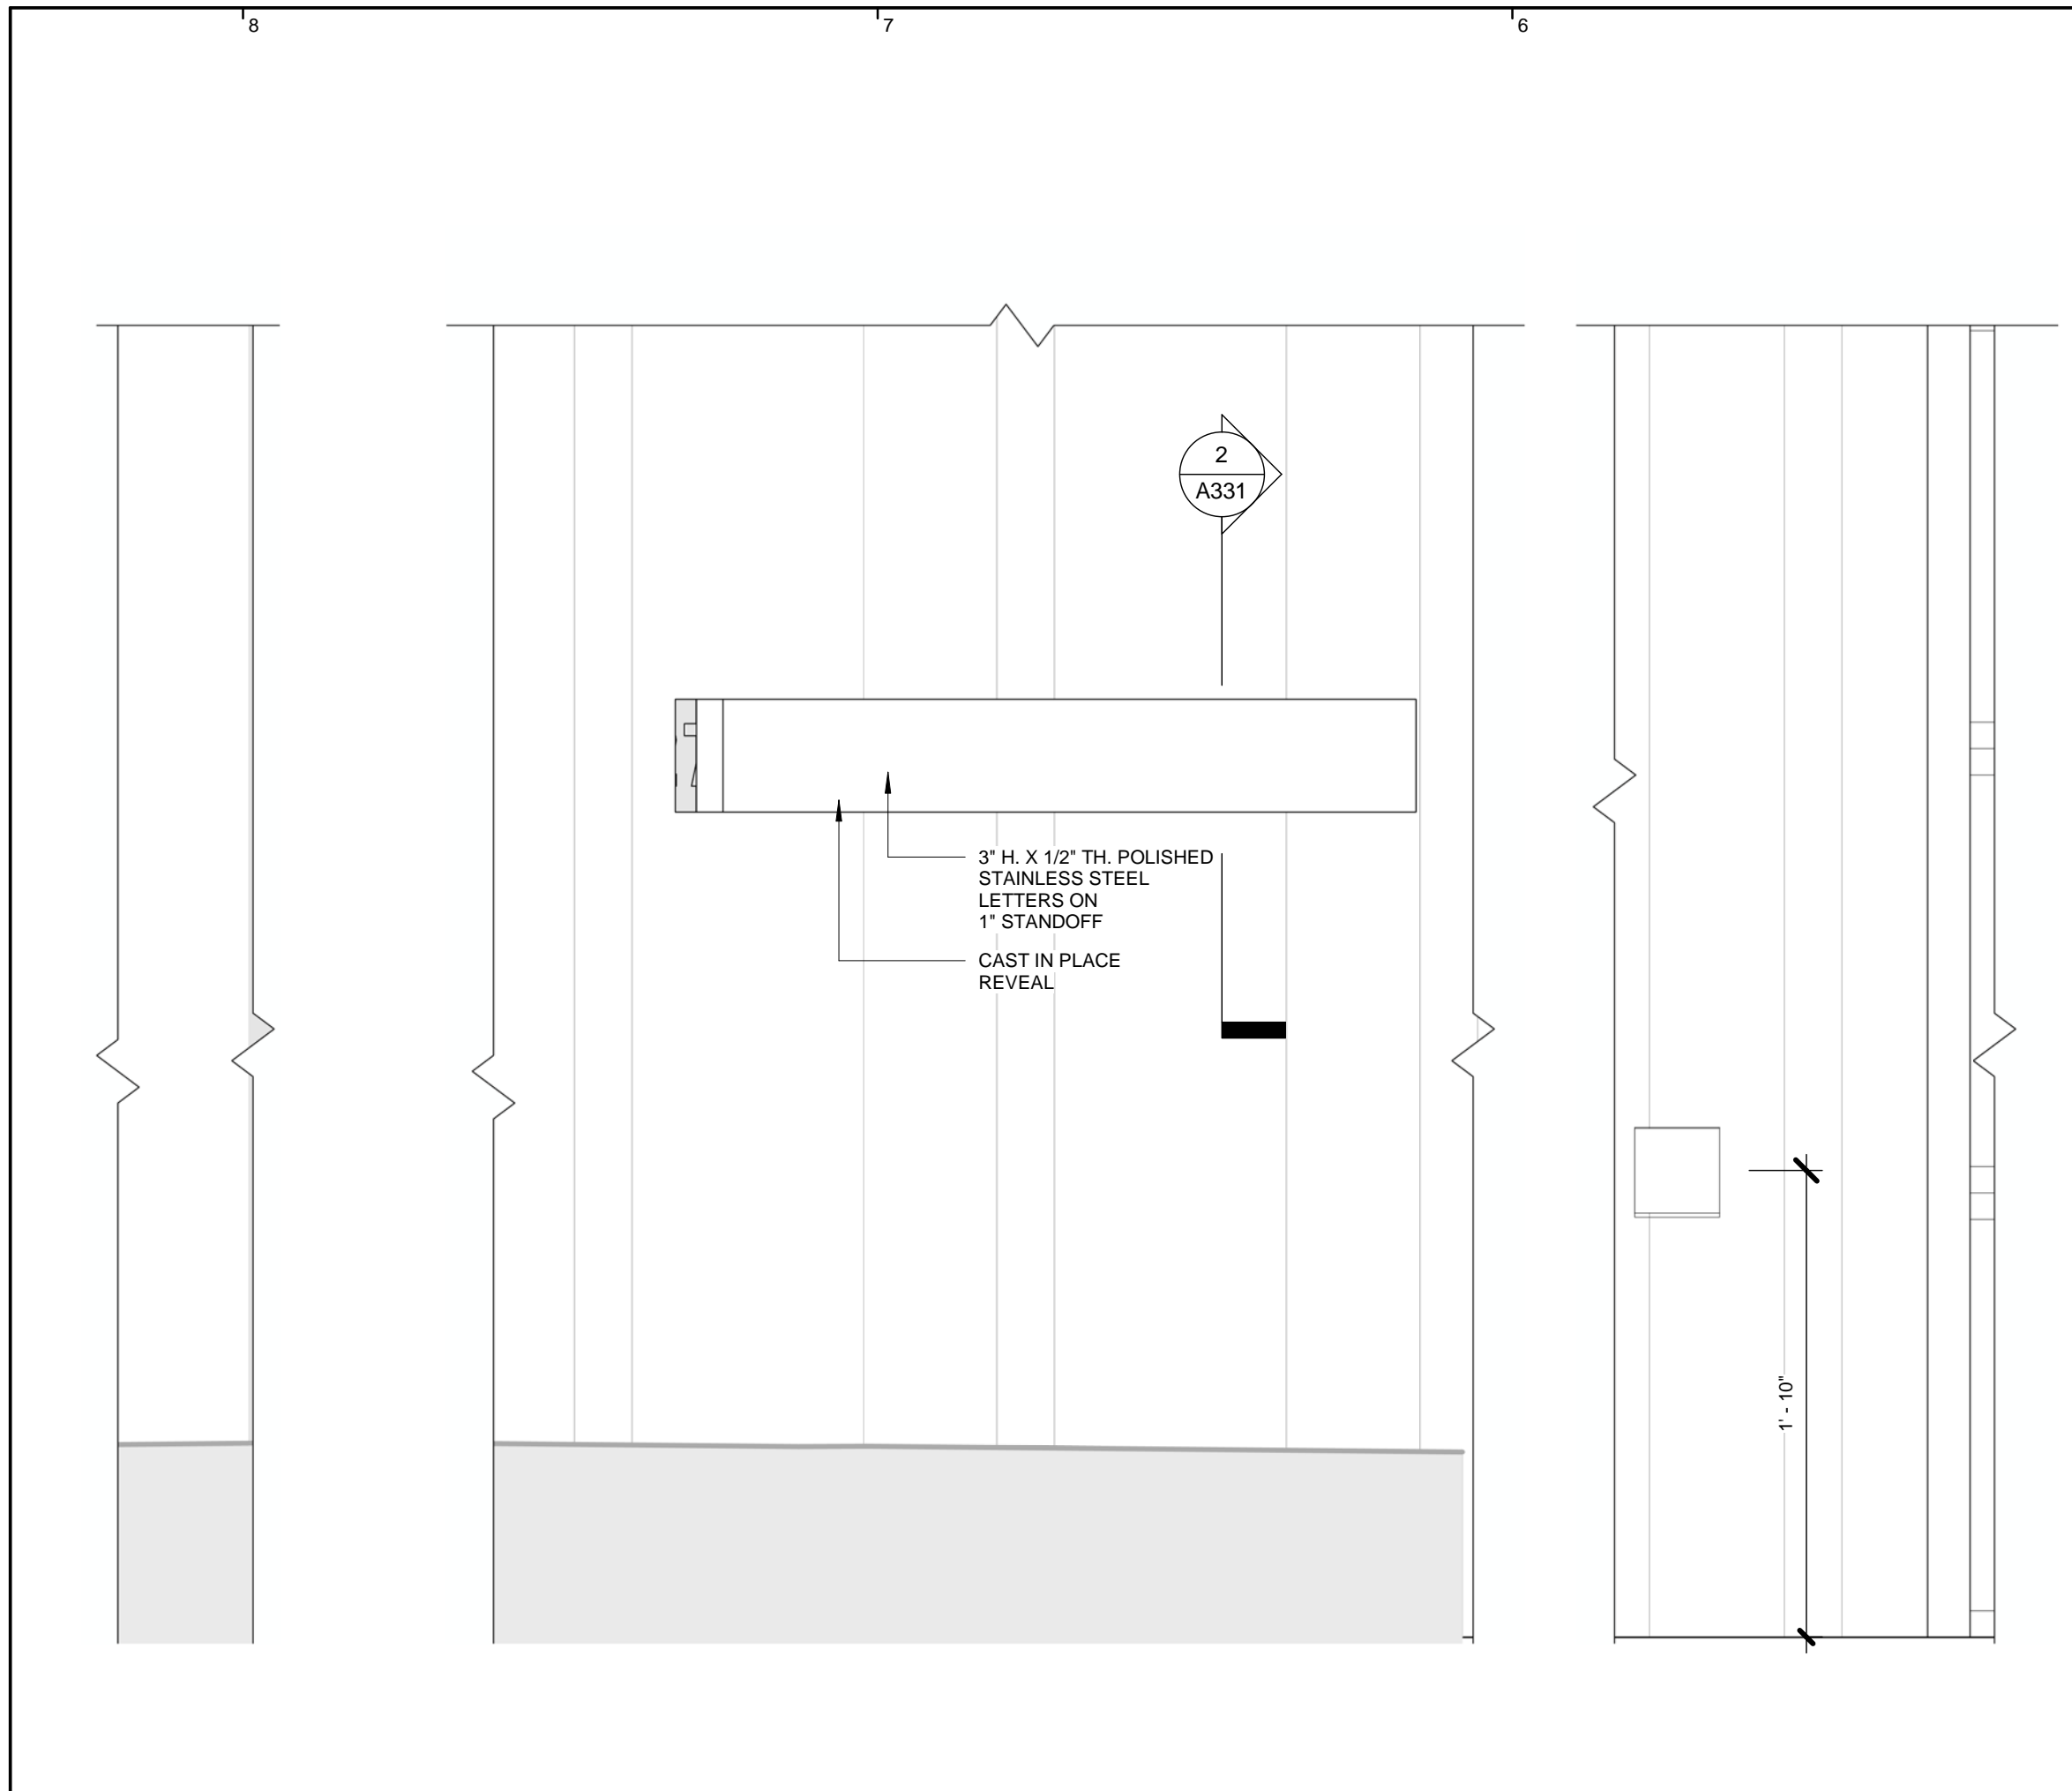 8
7
6
2
A331
3" H. X 1/2" TH. POLISHED
STAINLESS STEEL
LETTERS ON
1" STANDOFF
CAST IN PLACE
REVEAL
1' - 10"